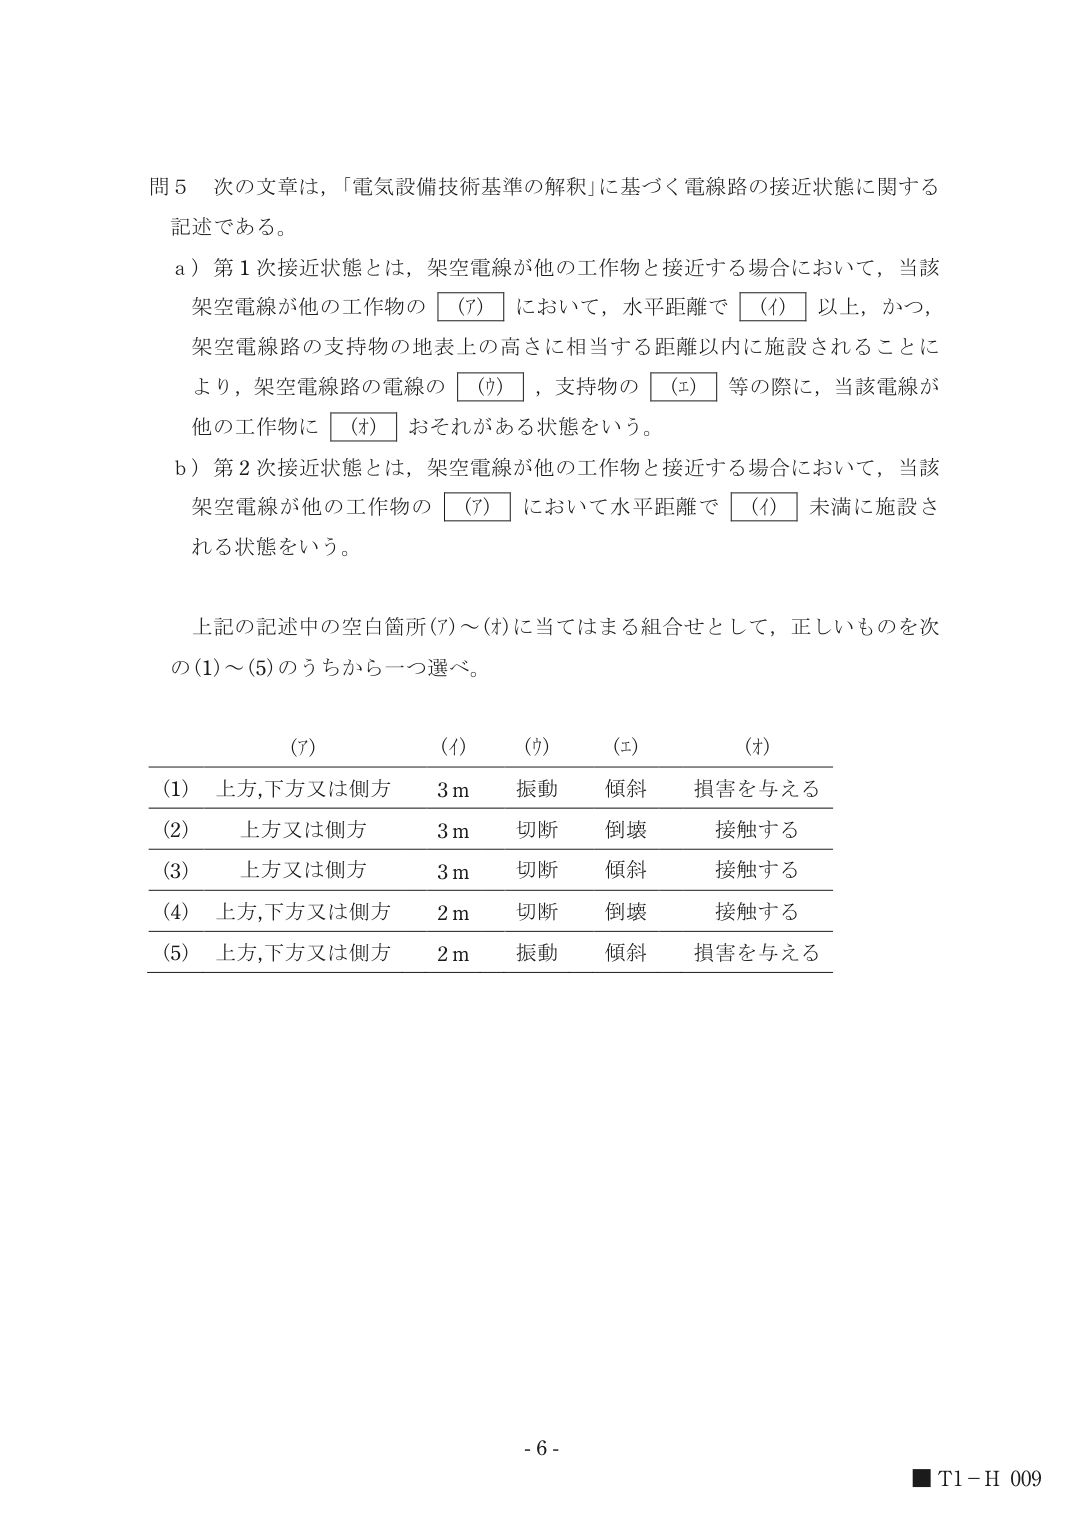 問5 次の文章は，「電気設備技術基準の解釈」に基づく電線路の接近状態に関する
記述である。
a） 第1次接近状態とは，架空電線が他の工作物と接近する場合において，当該
架空電線が他の工作物の (ア) において，水平距離で (イ) 以上，かつ，
架空電線路の支持物の地表上の高さに相当する距離以内に施設されることに
より，架空電線路の電線の (ウ) ，支持物の (エ) 等の際に，当該電線が
他の工作物に (オ) おそれがある状態をいう。
b） 第2次接近状態とは，架空電線が他の工作物と接近する場合において，当該
架空電線が他の工作物の (ア) において水平距離で (イ) 未満に施設さ
れる状態をいう。
上記の記述中の空白箇所(ア)～(オ)に当てはまる組合せとして，正しいものを次
の(1)～(5)のうちから一つ選べ。
(ア) (イ) (ウ) (エ) (オ)
(1) 上方,下方又は側方 3m 振動 傾斜 損害を与える
(2) 上方又は側方 3m 切断 倒壊 接触する
(3) 上方又は側方 3m 切断 傾斜 接触する
(4) 上方,下方又は側方 2m 切断 倒壊 接触する
(5) 上方,下方又は側方 2m 振動 傾斜 損害を与える
- 6 -
■ T1－H 009